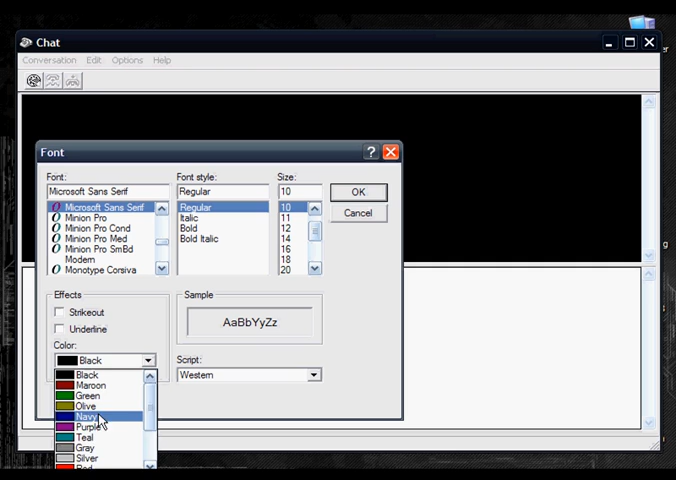 Chat
Conversation Edit Options Help
Font
Font: Font style: Size:
Microsoft Sans Serif Regular 10 OK
Microsoft Sans Serif Regular 10 Cancel
Minion Pro Italic 11
Minion Pro Cond Bold 12
Minion Pro Med Bold Italic 14
Minion Pro SmBd 16
Modern 18
Monotype Corsiva 20
Effects Sample
Strikeout
Underline AaBbYyZz
Color:
Black Script:
Black Western
Maroon
Green
Olive
Navy
Purple
Teal
Gray
Silver
Red